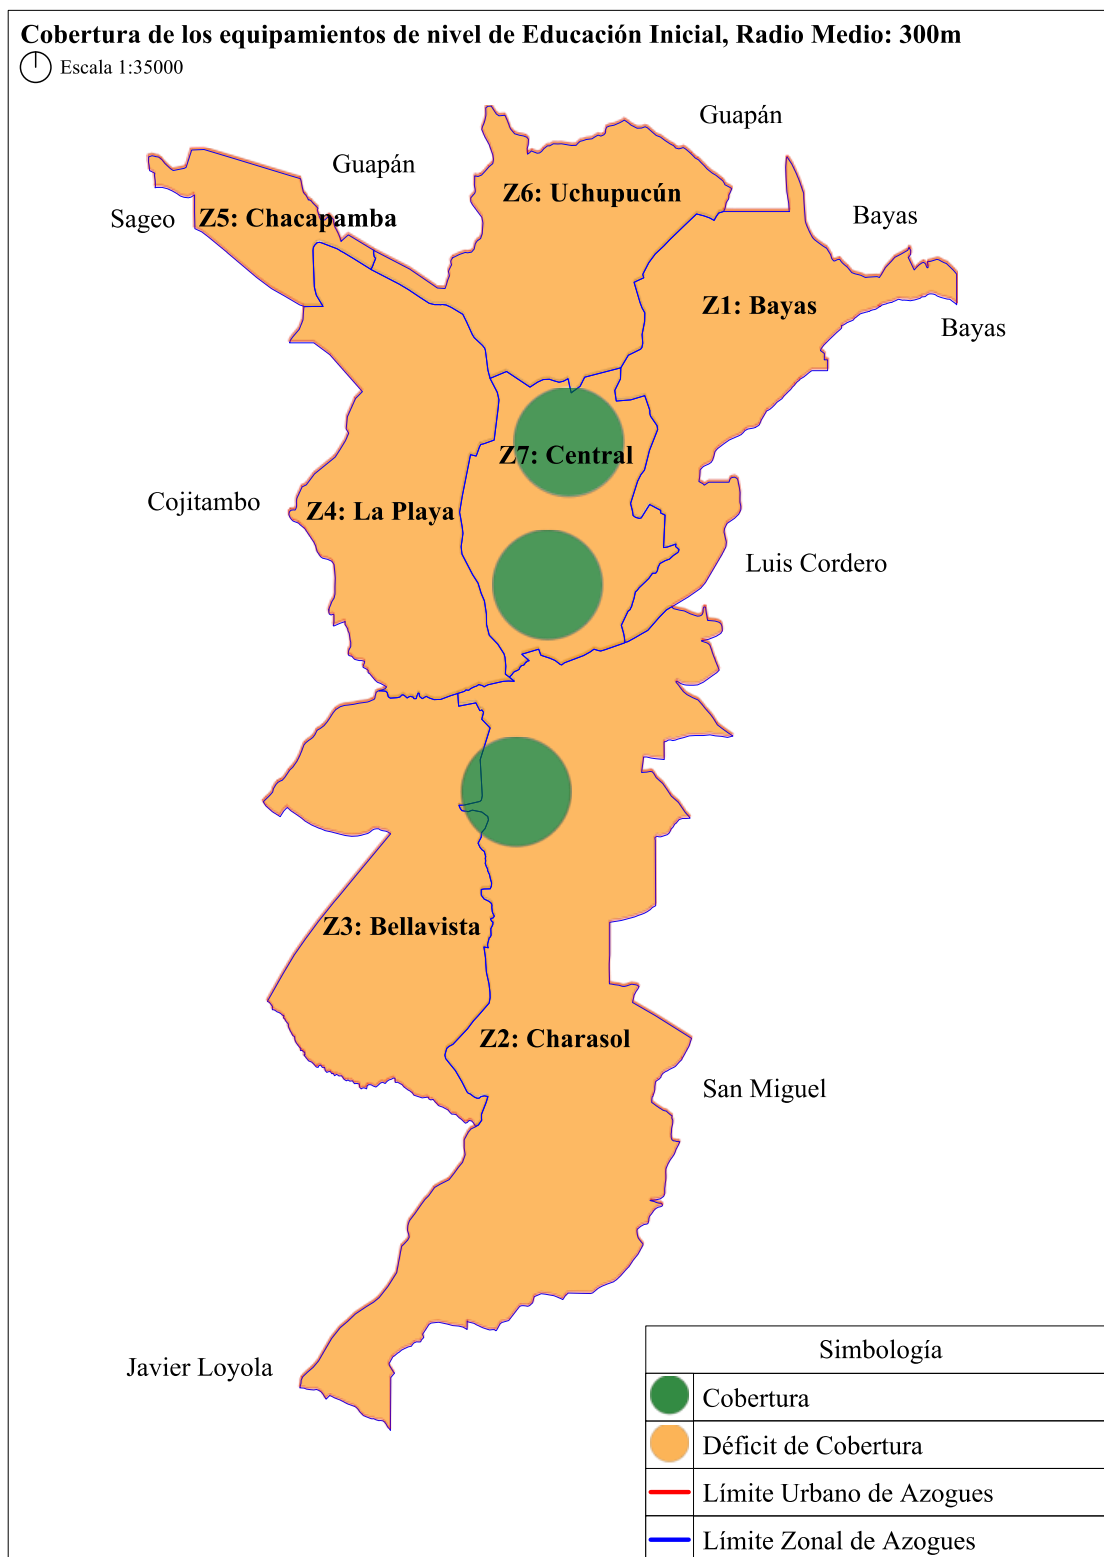 Cobertura de los equipamientos de nivel de Educación Inicial, Radio Medio: 300m
Escala 1:35000
Guapán
Guapán
Z6: Uchupucún
Sageo
Z5: Chacapamba
Bayas
Z1: Bayas
Bayas
Z7: Central
Cojitambo
Z4: La Playa
Luis Cordero
Z3: Bellavista
Z2: Charasol
San Miguel
Javier Loyola
Simbología
Cobertura
Déficit de Cobertura
Límite Urbano de Azogues
Límite Zonal de Azogues